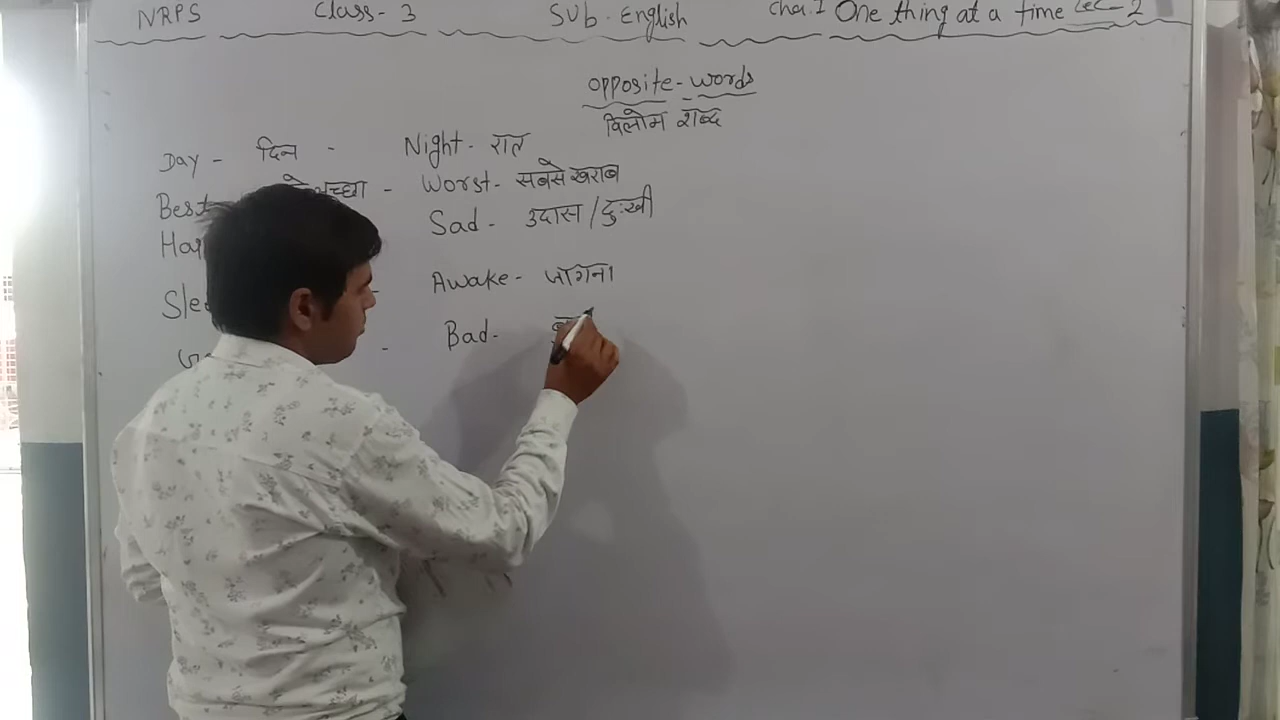 NRPS Class- 3 Sub. English Cha. 1 One thing at a time Lec- 2
Opposite-words
विलोम शब्द
Day - दिन - Night - रात
Best - Worst- सबसे खराब
Sad - उदास /दुःखी
Awake- जागना
Bad-